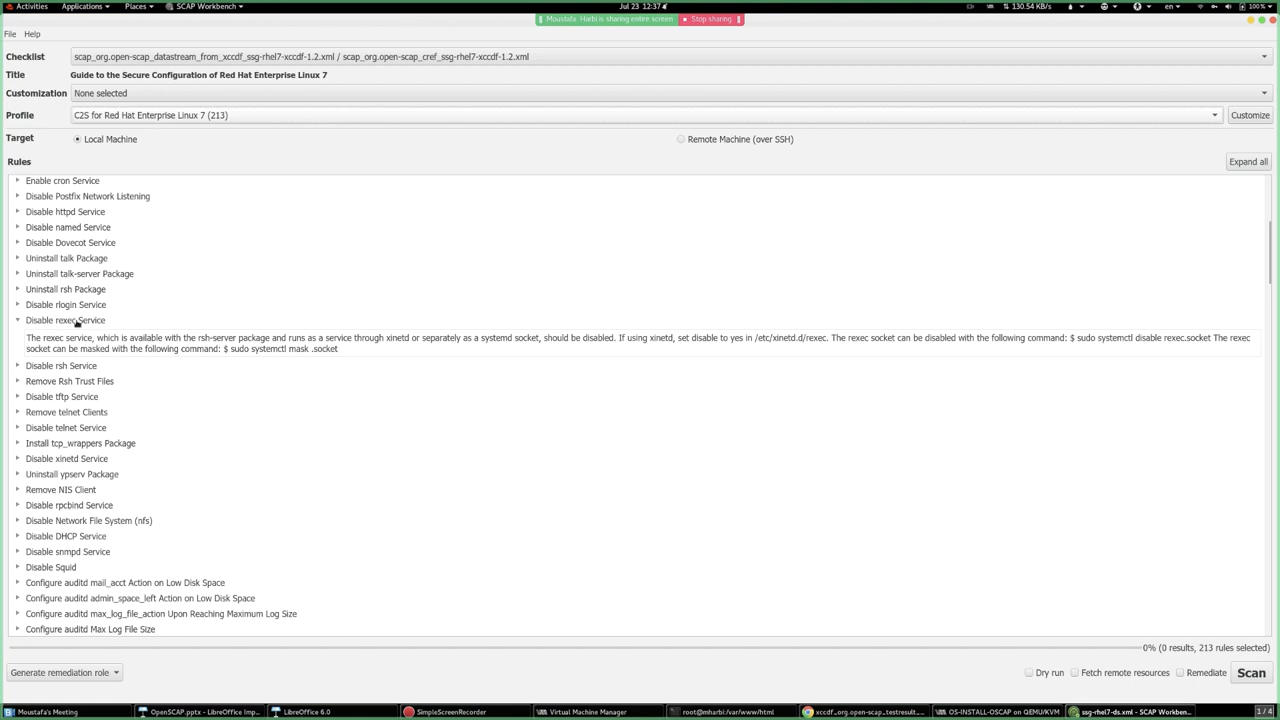 Activities Applications Places SCAP Workbench Jul 23 12:37 130.54 KB/s en 100%
Moustafa Harbi is sharing entire screen Stop sharing
File Help
Checklist scap_org.open-scap_datastream_from_xccdf_ssg-rhel7-xccdf-1.2.xml / scap_org.open-scap_cref_ssg-rhel7-xccdf-1.2.xml
Title Guide to the Secure Configuration of Red Hat Enterprise Linux 7
Customization None selected
Profile C2S for Red Hat Enterprise Linux 7 (213) Customize
Target Local Machine Remote Machine (over SSH)
Rules Expand all
Enable cron Service
Disable Postfix Network Listening
Disable httpd Service
Disable named Service
Disable Dovecot Service
Uninstall talk Package
Uninstall talk-server Package
Uninstall rsh Package
Disable rlogin Service
Disable rexec Service
The rexec service, which is available with the rsh-server package and runs as a service through xinetd or separately as a systemd socket, should be disabled. If using xinetd, set disable to yes in /etc/xinetd.d/rexec. The rexec socket can be disabled with the following command: $ sudo systemctl disable rexec.socket The rexec
socket can be masked with the following command: $ sudo systemctl mask .socket
Disable rsh Service
Remove Rsh Trust Files
Disable tftp Service
Remove telnet Clients
Disable telnet Service
Install tcp_wrappers Package
Disable xinetd Service
Uninstall ypserv Package
Remove NIS Client
Disable rpcbind Service
Disable Network File System (nfs)
Disable DHCP Service
Disable snmpd Service
Disable Squid
Configure auditd mail_acct Action on Low Disk Space
Configure auditd admin_space_left Action on Low Disk Space
Configure auditd max_log_file_action Upon Reaching Maximum Log Size
Configure auditd Max Log File Size
0% (0 results, 213 rules selected)
Generate remediation role Dry run Fetch remote resources Remediate Scan
Moustafa's Meeting OpenSCAP.pptx - LibreOffice Imp... LibreOffice 6.0 SimpleScreenRecorder Virtual Machine Manager root@mharbi:/var/www/html xccdf_org.open-scap_testresult_... OS-INSTALL-OSCAP on QEMU/KVM ssg-rhel7-ds.xml - SCAP Workben... 1 / 4